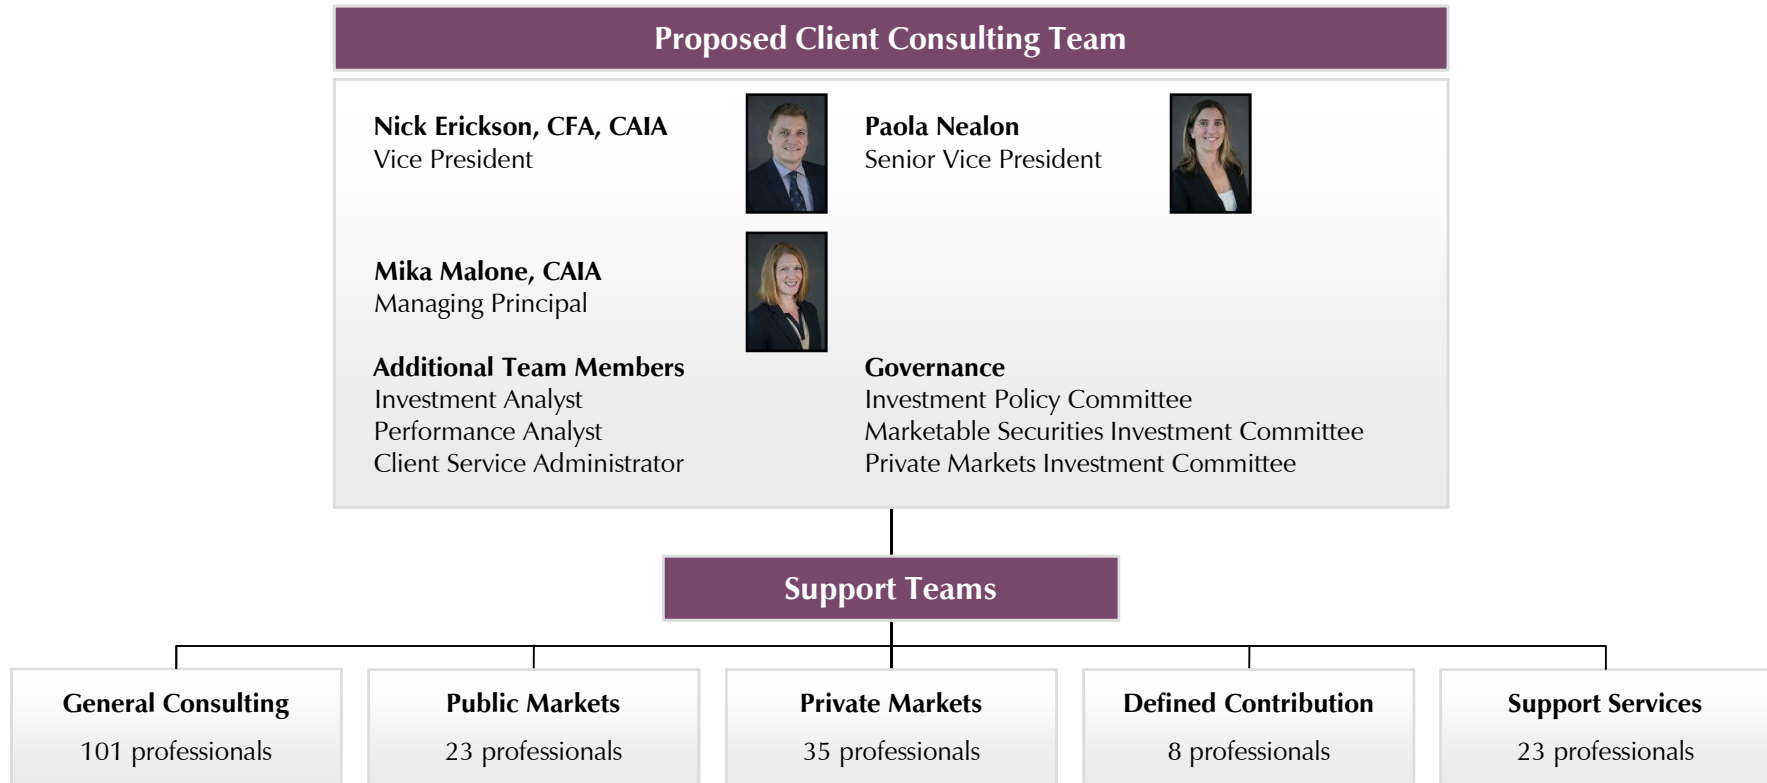 Proposed Client Consulting Team
Nick Erickson, CFA, CAIA
Vice President
Paola Nealon
Senior Vice President
Mika Malone, CAIA
Managing Principal
Additional Team Members
Investment Analyst
Performance Analyst
Client Service Administrator
Governance
Investment Policy Committee
Marketable Securities Investment Committee
Private Markets Investment Committee
Support Teams
General Consulting
101 professionals
Public Markets
23 professionals
Private Markets
35 professionals
Defined Contribution
8 professionals
Support Services
23 professionals